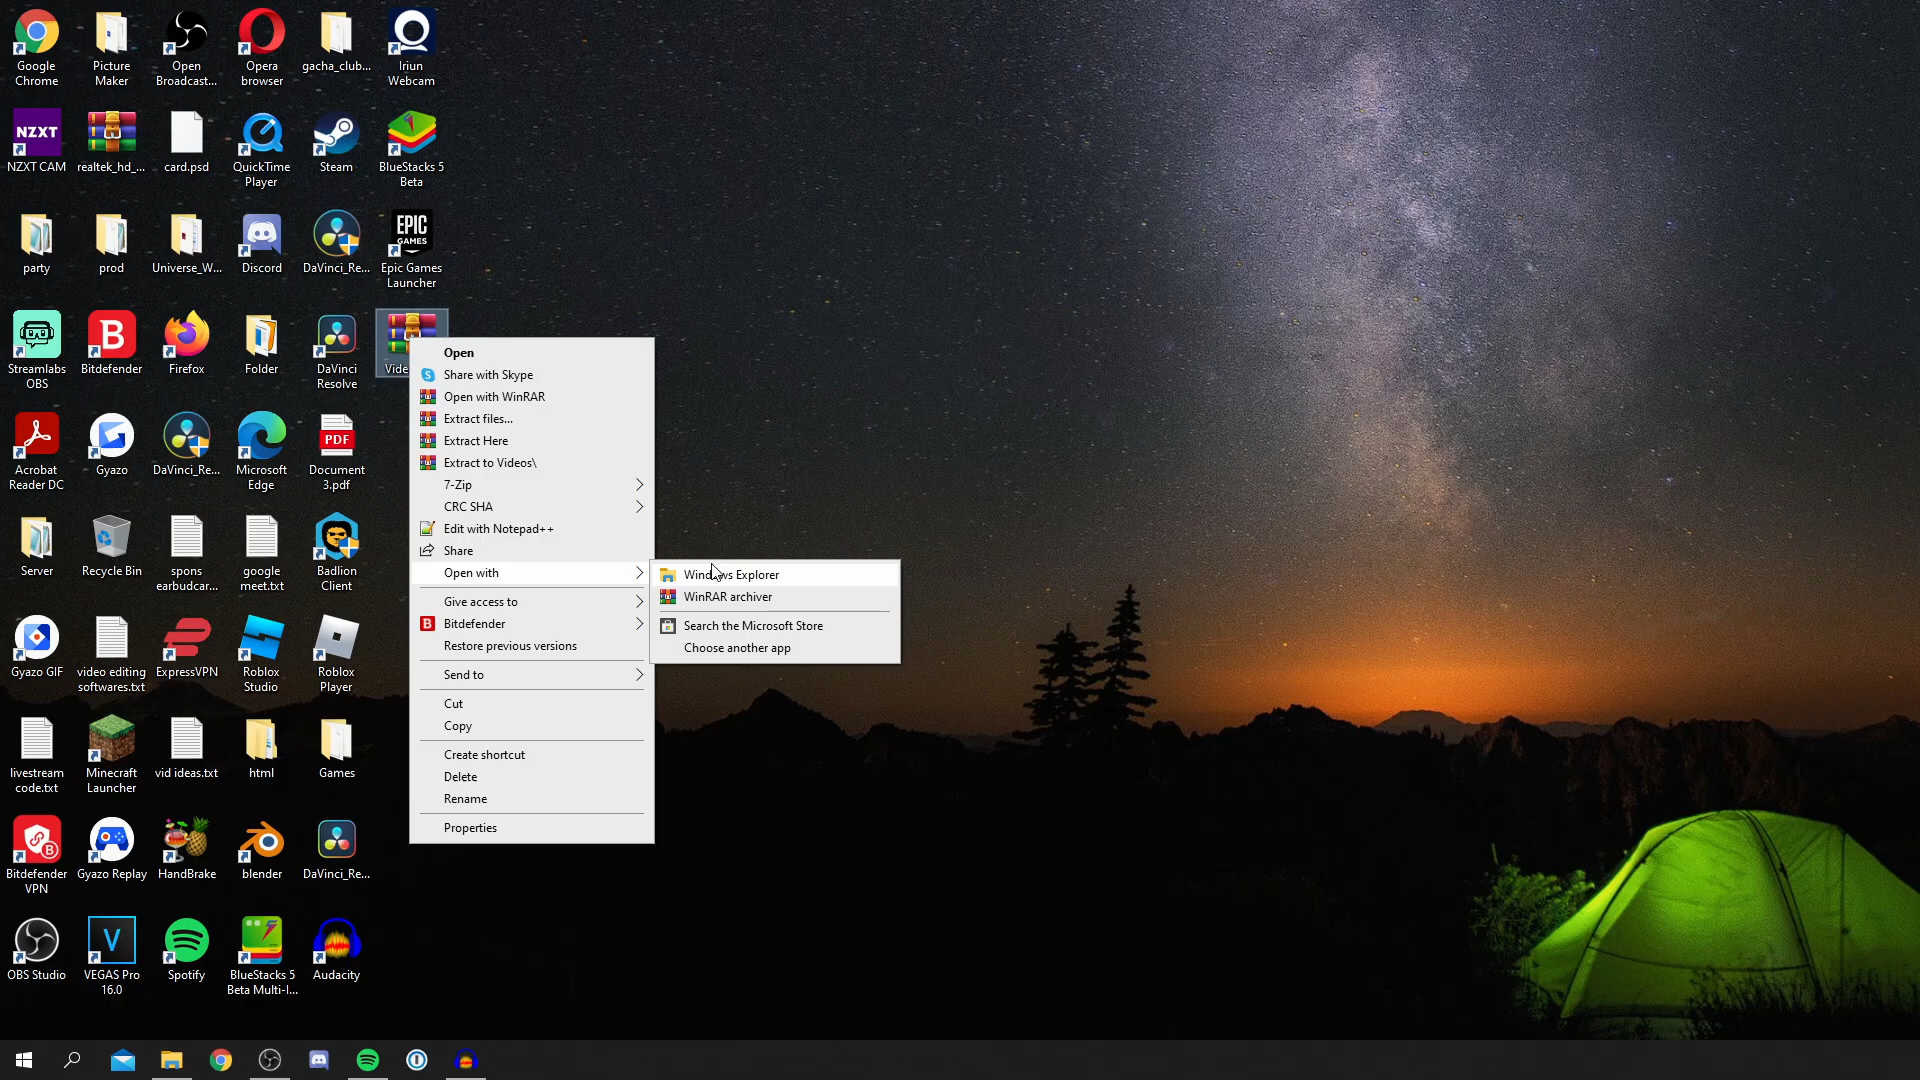 Google
Chrome
Picture
Maker
Open
Broadcast...
Opera
browser
gacha_club...
Iriun
Webcam
NZXT
NZXT CAM
realtek_hd_...
card.psd
QuickTime
Player
Steam
BlueStacks 5
Beta
party
prod
Universe_W...
Discord
DaVinci_Re...
EPIC
GAMES
Epic Games
Launcher
Streamlabs
OBS
B
Bitdefender
Firefox
Folder
DaVinci
Resolve
Vide
Acrobat
Reader DC
Gyazo
DaVinci_Re...
Microsoft
Edge
PDF
Document
3.pdf
Server
Recycle Bin
spons
earbudcar...
google
meet.txt
Badlion
Client
Gyazo GIF
video editing
softwares.txt
ExpressVPN
Roblox
Studio
Roblox
Player
livestream
code.txt
Minecraft
Launcher
vid ideas.txt
html
Games
Bitdefender
VPN
Gyazo Replay
HandBrake
blender
DaVinci_Re...
OBS Studio
V
VEGAS Pro
16.0
Spotify
BlueStacks 5
Beta Multi-I...
Audacity
Open
Share with Skype
Open with WinRAR
Extract files...
Extract Here
Extract to Videos\
7-Zip
CRC SHA
Edit with Notepad++
Share
Open with
Give access to
B Bitdefender
Restore previous versions
Send to
Cut
Copy
Create shortcut
Delete
Rename
Properties
Windows Explorer
WinRAR archiver
Search the Microsoft Store
Choose another app